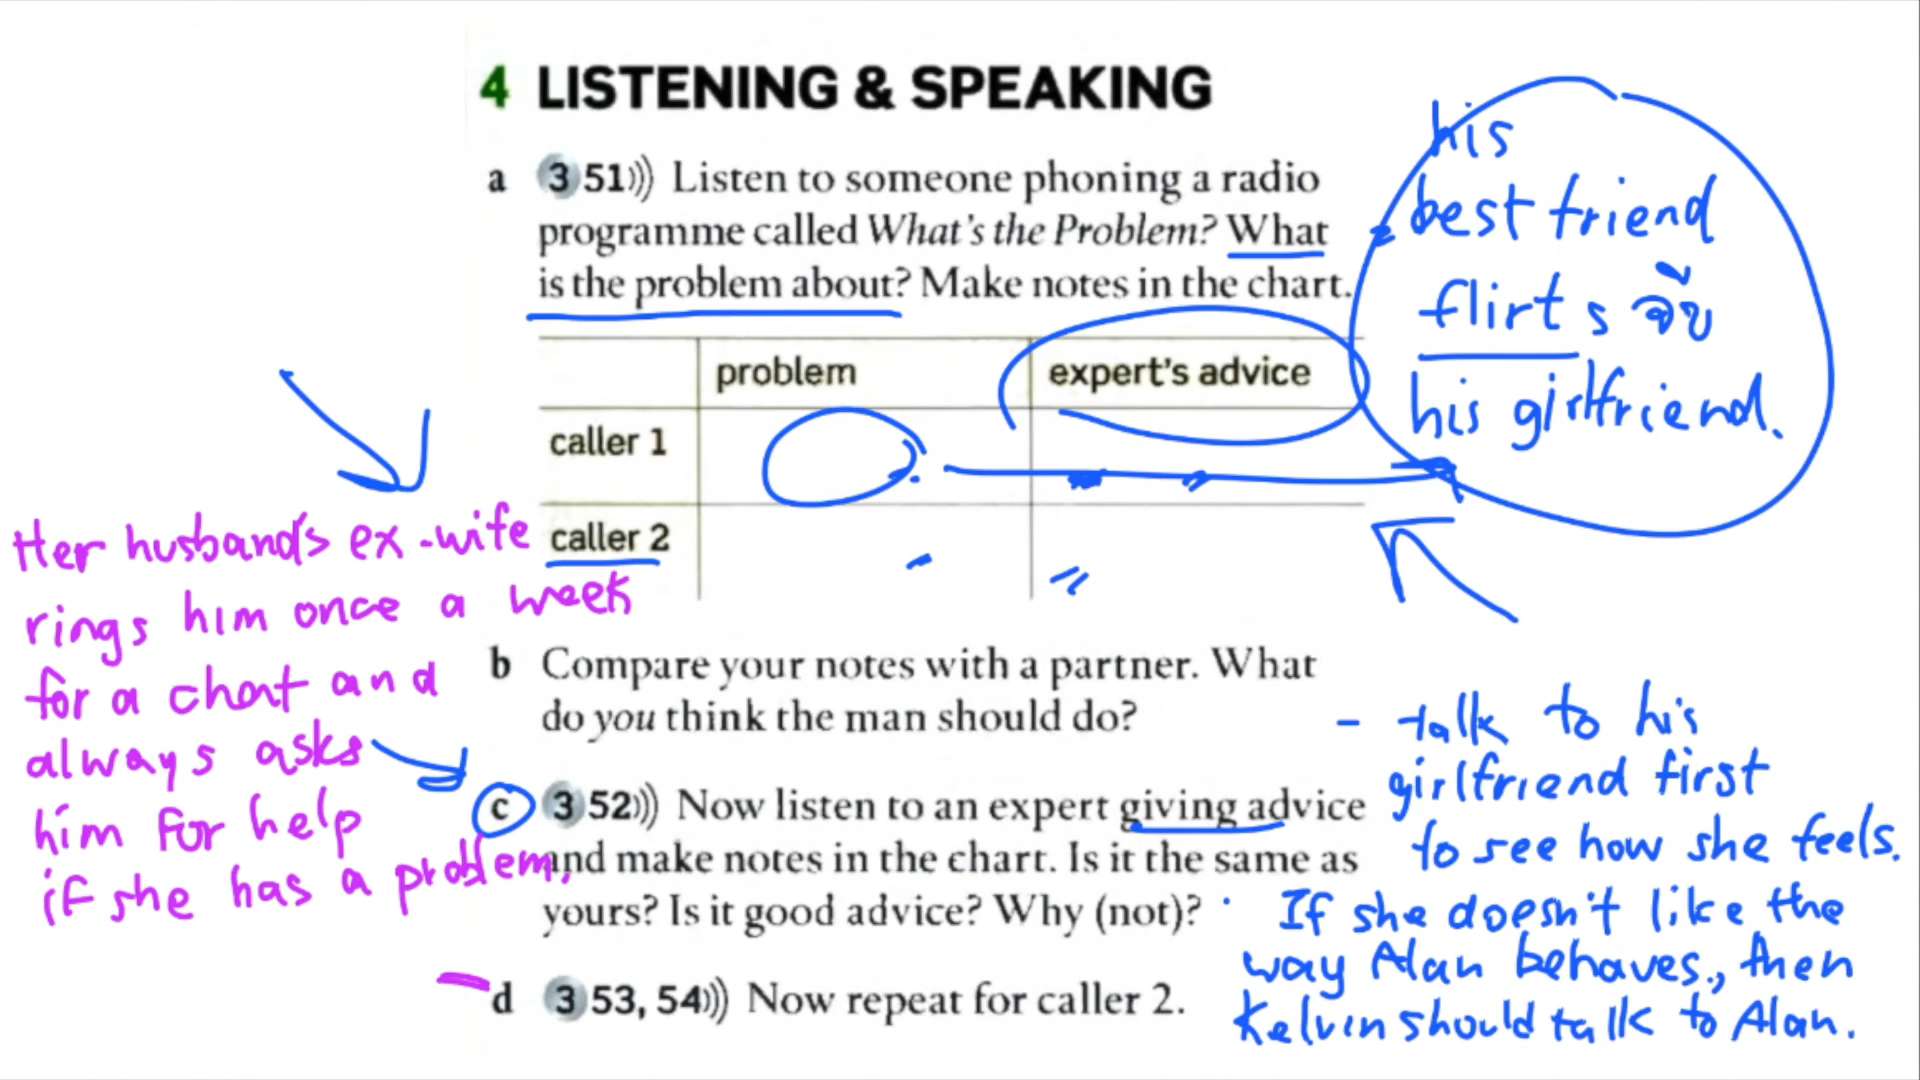 4 LISTENING & SPEAKING
a 3 51))) Listen to someone phoning a radio
programme called What's the Problem? What
is the problem about? Make notes in the chart.
problem expert's advice
caller 1
caller 2
b Compare your notes with a partner. What
do you think the man should do?
c 3 52))) Now listen to an expert giving advice
and make notes in the chart. Is it the same as
yours? Is it good advice? Why (not)?
d 3 53, 54))) Now repeat for caller 2.
his
best friend
flirts
his girlfriend.
Her husband's ex-wife
rings him once a week
for a chat and
always asks
him for help
if she has a problem.
- talk to his
girlfriend first
to see how she feels.
If she doesn't like the
way Alan behaves, then
Kelvin should talk to Alan.